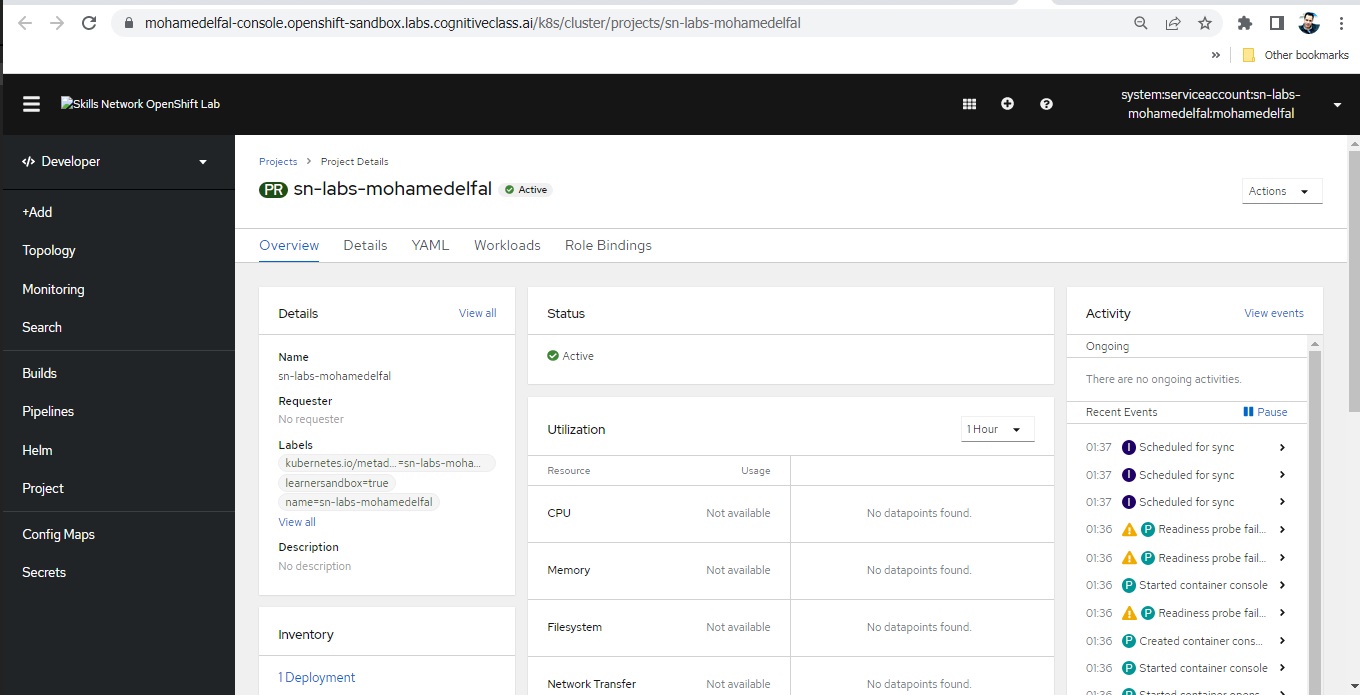 mohamedelfal-console.openshift-sandbox.labs.cognitiveclass.ai/k8s/cluster/projects/sn-labs-mohamedelfal
» Other bookmarks
Skills Network OpenShift Lab
system:serviceaccount:sn-labs-
mohamedelfal:mohamedelfal
</> Developer
+Add
Topology
Monitoring
Search
Builds
Pipelines
Helm
Project
Config Maps
Secrets
Projects > Project Details
PR sn-labs-mohamedelfal Active
Actions
Overview Details YAML Workloads Role Bindings
Details View all
Name
sn-labs-mohamedelfal
Requester
No requester
Labels
kubernetes.io/metad...=sn-labs-moha...
learnersandbox=true
name=sn-labs-mohamedelfal
View all
Description
No description
Inventory
1 Deployment
Status
Active
Utilization 1 Hour
Resource Usage
CPU Not available No datapoints found.
Memory Not available No datapoints found.
Filesystem Not available No datapoints found.
Network Transfer Not available No datapoints found.
Activity View events
Ongoing
There are no ongoing activities.
Recent Events Pause
01:37 I Scheduled for sync
01:37 I Scheduled for sync
01:37 I Scheduled for sync
01:36 P Readiness probe fail...
01:36 P Readiness probe fail...
01:36 P Started container console
01:36 P Readiness probe fail...
01:36 P Created container cons...
01:36 P Started container console
01:36 P Started container opens...